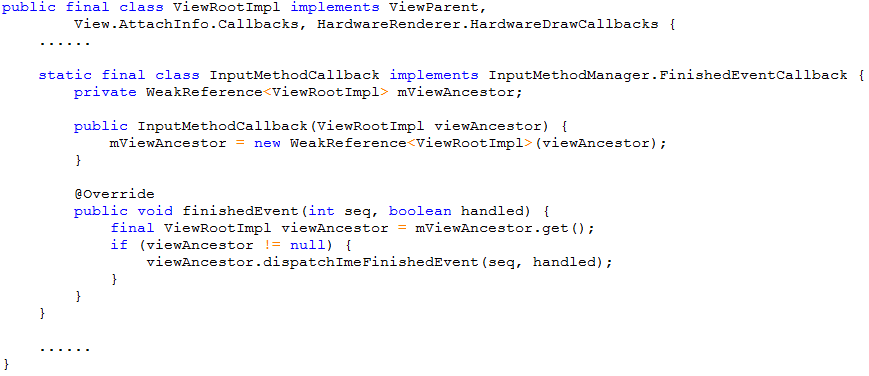 public final class ViewRootImpl implements ViewParent,
        View.AttachInfo.Callbacks, HardwareRenderer.HardwareDrawCallbacks {
    ......
    static final class InputMethodCallback implements InputMethodManager.FinishedEventCallback {
        private WeakReference<ViewRootImpl> mViewAncestor;
        public InputMethodCallback(ViewRootImpl viewAncestor) {
            mViewAncestor = new WeakReference<ViewRootImpl>(viewAncestor);
        }
        @Override
        public void finishedEvent(int seq, boolean handled) {
            final ViewRootImpl viewAncestor = mViewAncestor.get();
            if (viewAncestor != null) {
                viewAncestor.dispatchImeFinishedEvent(seq, handled);
            }
        }
    }
    ......
}